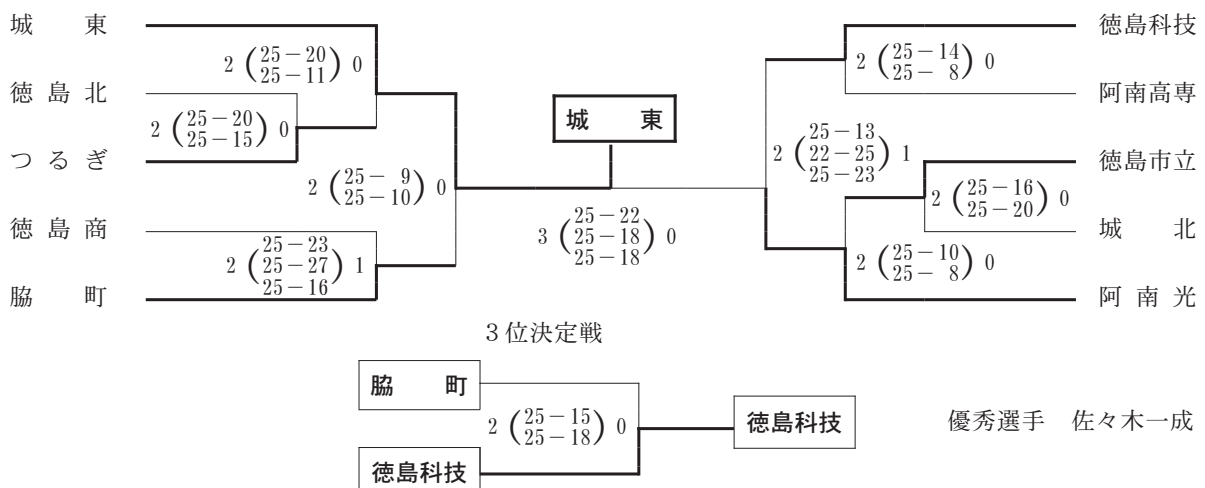 城東
2 (25－20 25－11) 0
徳島北
2 (25－20 25－15) 0
つるぎ
2 (25－ 9 25－10) 0
徳島商
2 (25－23 25－27 25－16) 1
脇町
城東
3 (25－22 25－18 25－18) 0
徳島科技
2 (25－14 25－ 8) 0
阿南高専
2 (25－13 22－25 25－23) 1
徳島市立
2 (25－16 25－20) 0
城北
2 (25－10 25－ 8) 0
阿南光
３位決定戦
脇町
2 (25－15 25－18) 0
徳島科技
徳島科技
優秀選手　佐々木一成